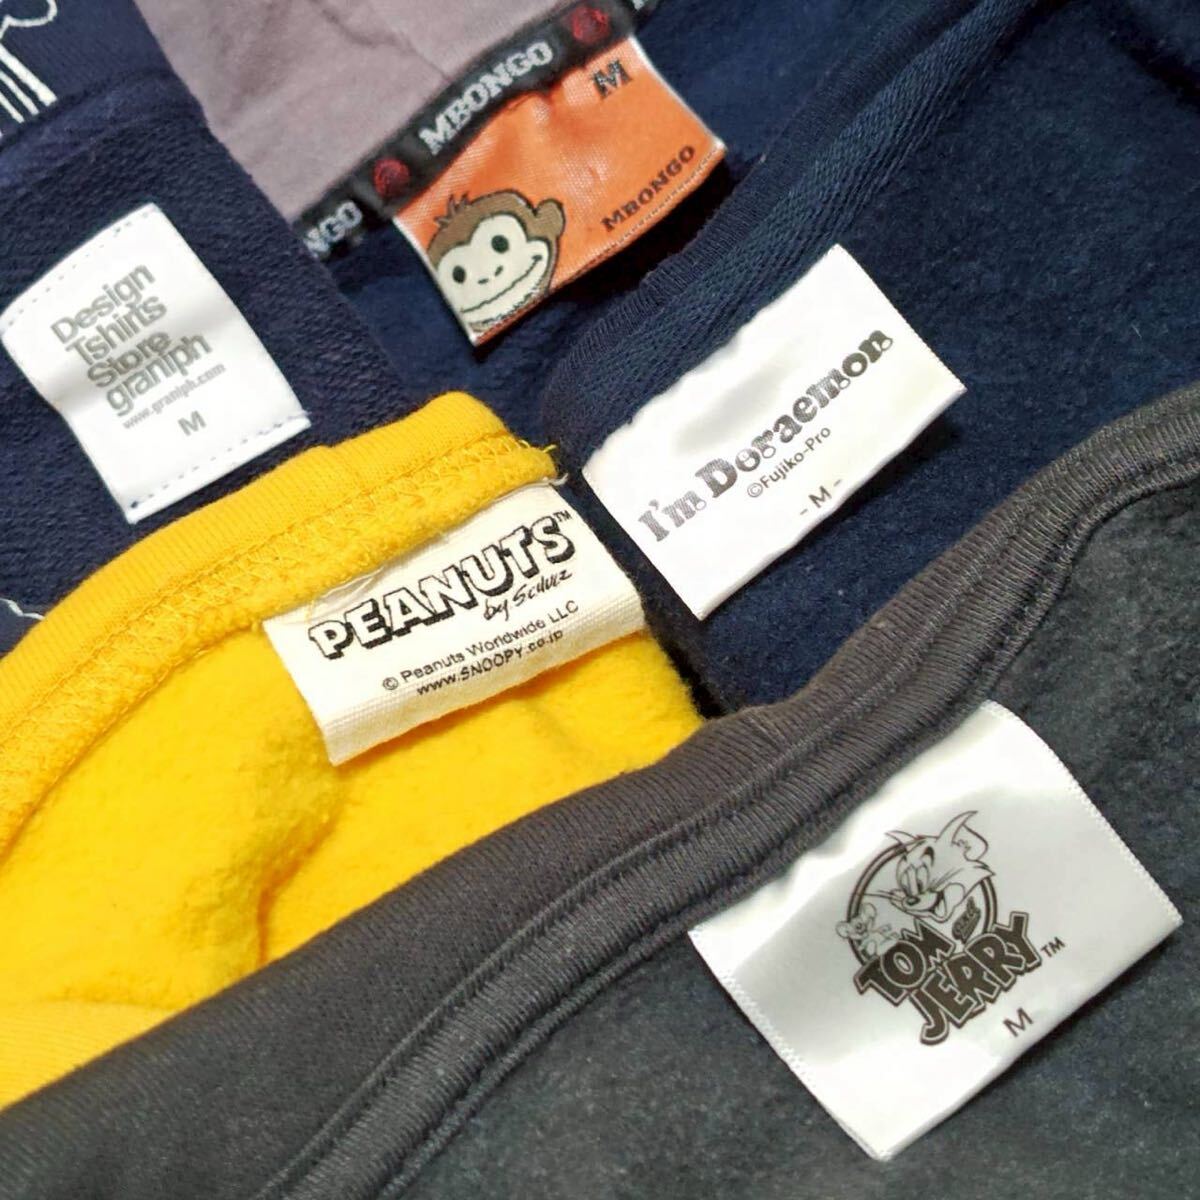 MBONGO
MBONGO
M
MBONGO
Design
Tshirts
Store
graniph
www.graniph.com
M
I'm Doraemon
©Fujiko-Pro
- M -
PEANUTS™
by Schulz
© Peanuts Worldwide LLC
www.SNOOPY.co.jp
TOM
and
JERRY™
M